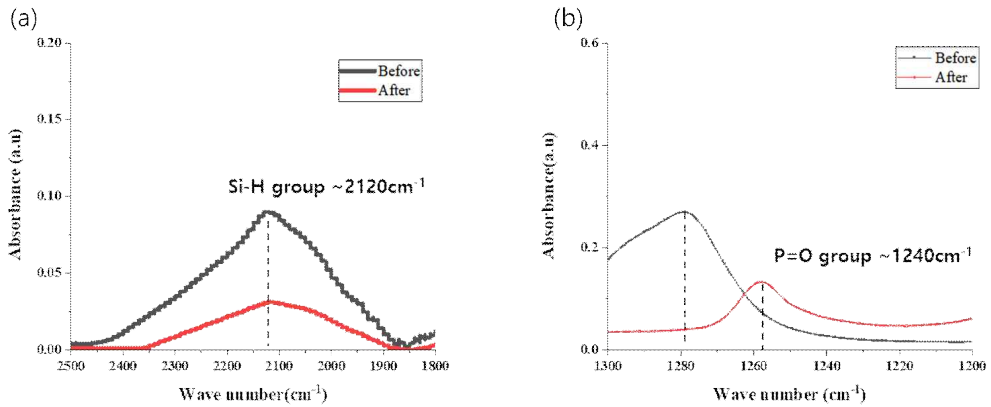 (a)
0.20
0.15
0.10
0.05
0.00
Absorbance (a.u)
Before
After
Si-H group ~2120cm-1
2500 2400 2300 2200 2100 2000 1900 1800
Wave number(cm-1)
(b)
0.6
0.4
0.2
0.0
Absorbance(a.u)
Before
After
P=O group ~1240cm-1
1300 1280 1260 1240 1220 1200
Wave number (cm-1)